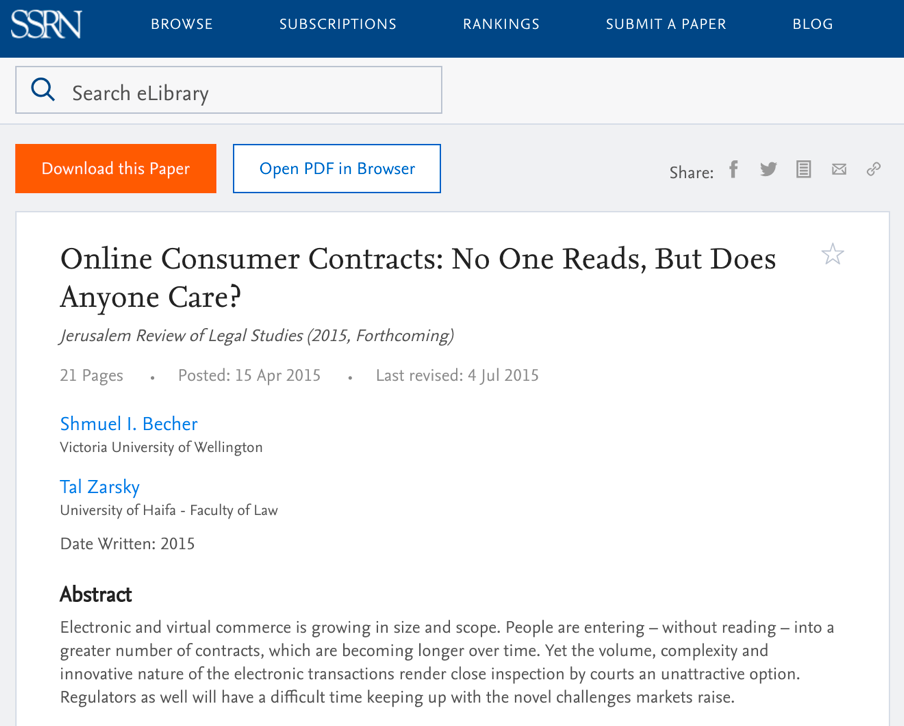 SSRN
BROWSE
SUBSCRIPTIONS
RANKINGS
SUBMIT A PAPER
BLOG
Search eLibrary
Download this Paper
Open PDF in Browser
Share:
Online Consumer Contracts: No One Reads, But Does
Anyone Care?
Jerusalem Review of Legal Studies (2015, Forthcoming)
21 Pages • Posted: 15 Apr 2015 • Last revised: 4 Jul 2015
Shmuel I. Becher
Victoria University of Wellington
Tal Zarsky
University of Haifa - Faculty of Law
Date Written: 2015
Abstract
Electronic and virtual commerce is growing in size and scope. People are entering – without reading – into a
greater number of contracts, which are becoming longer over time. Yet the volume, complexity and
innovative nature of the electronic transactions render close inspection by courts an unattractive option.
Regulators as well will have a difficult time keeping up with the novel challenges markets raise.